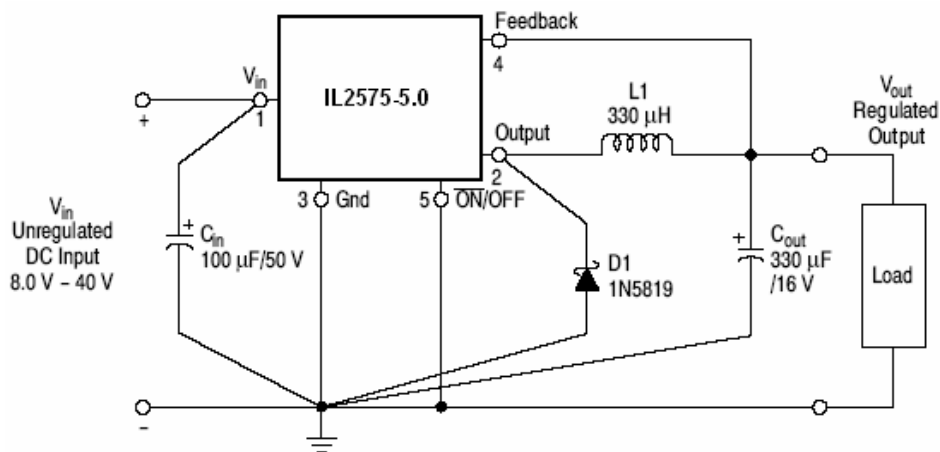 Feedback
4
V_in
1
IL2575-5.0
L1
330 µH
V_out
Regulated
Output
+
Output
2
3 Gnd
5 O̅N̅/OFF
V_in
Unregulated
DC Input
8.0 V – 40 V
+
C_in
100 µF/50 V
D1
1N5819
+
C_out
330 µF
/16 V
Load
–